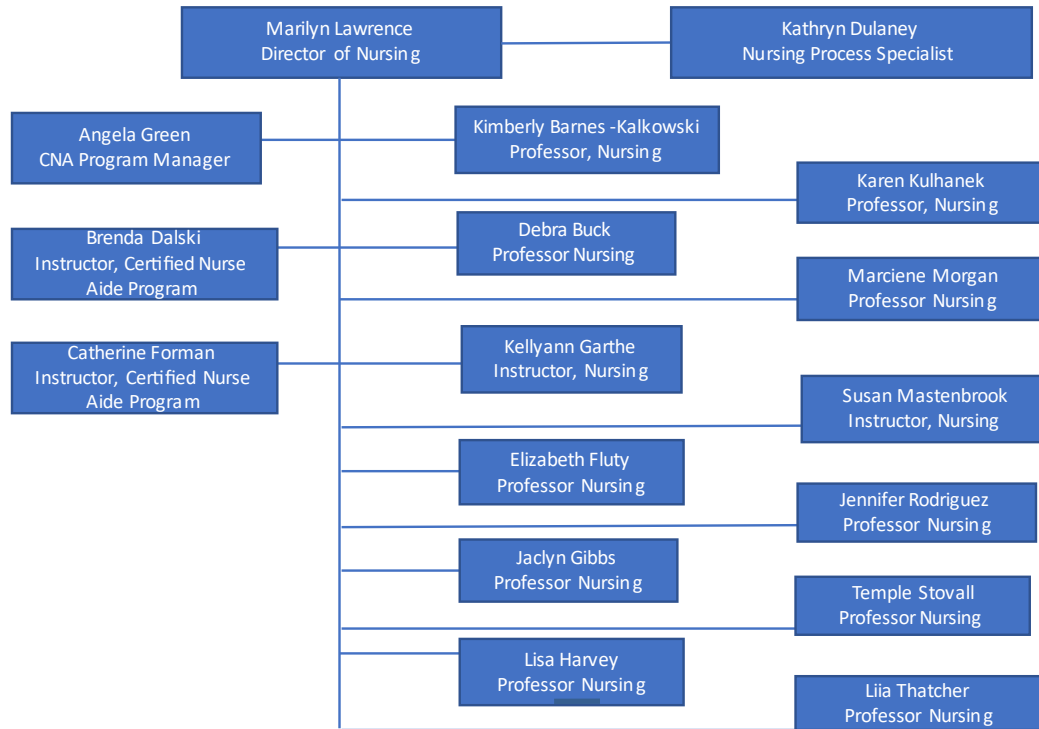 Marilyn Lawrence
Director of Nursing
Kathryn Dulaney
Nursing Process Specialist
Angela Green
CNA Program Manager
Kimberly Barnes -Kalkowski
Professor, Nursing
Karen Kulhanek
Professor, Nursing
Brenda Dalski
Instructor, Certified Nurse
Aide Program
Debra Buck
Professor Nursing
Marciene Morgan
Professor Nursing
Catherine Forman
Instructor, Certified Nurse
Aide Program
Kellyann Garthe
Instructor, Nursing
Susan Mastenbrook
Instructor, Nursing
Elizabeth Fluty
Professor Nursing
Jennifer Rodriguez
Professor Nursing
Jaclyn Gibbs
Professor Nursing
Temple Stovall
Professor Nursing
Lisa Harvey
Professor Nursing
Liia Thatcher
Professor Nursing